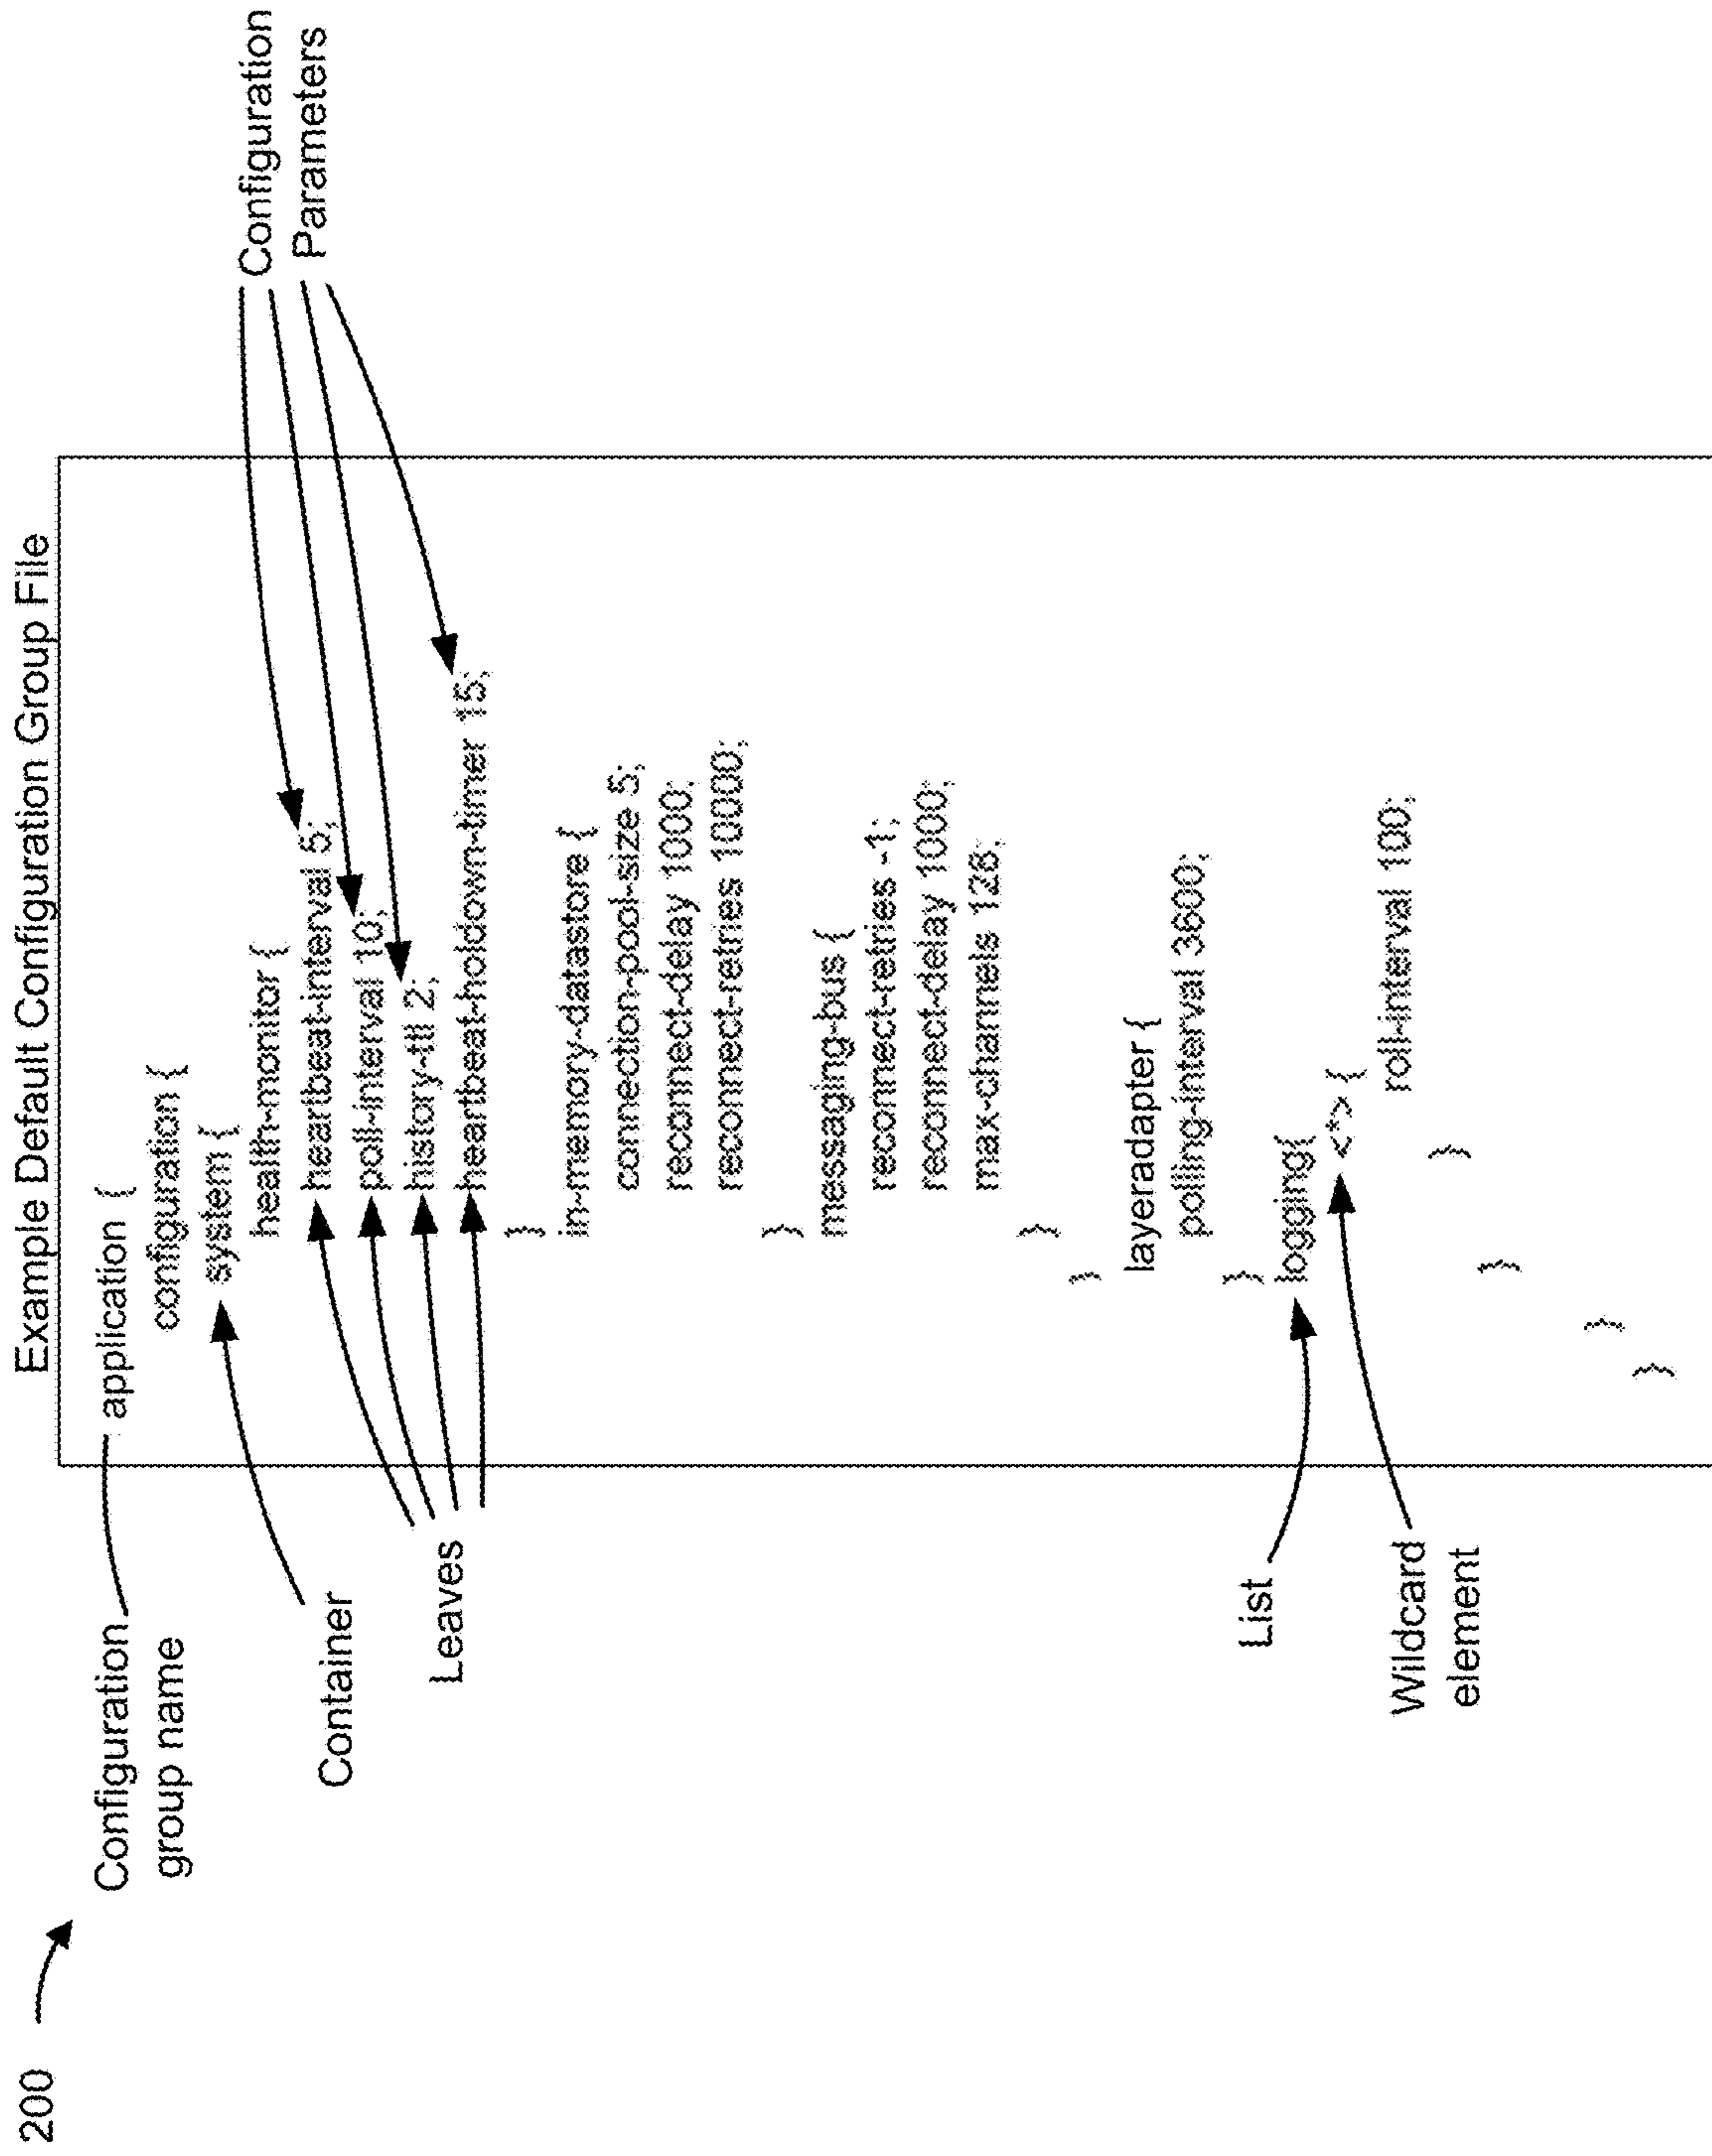 200
Example Default Configuration Group File
Configuration
group name
application {
configuration {
system {
Container
health-monitor {
heartbeat-interval 5;
poll-interval 10;
history-ttl 2;
heartbeat-holdown-timer 15;
Leaves
Configuration
Parameters
}
in-memory-datastore {
connection-pool-size 5;
reconnect-delay 1000;
reconnect-retries 10000;
}
messaging-bus {
reconnect-retries -1;
reconnect-delay 1000;
max-channels 128;
}
}
layeradapter {
polling-interval 3600;
}
List
logging{
Wildcard
element
<*> {
roll-interval 100;
}
}
}
}